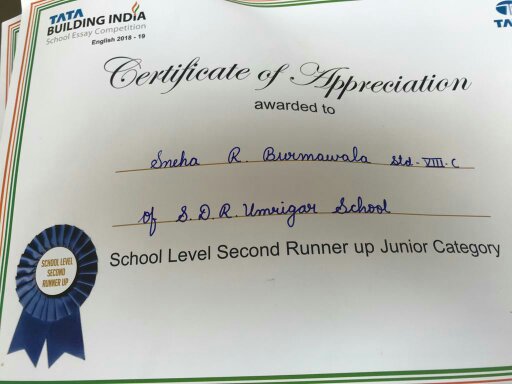 TATA
BUILDING INDIA
School Essay Competition
English 2018 - 19
TA
Certificate of Appreciation
awarded to
Sneha R. Burmawala std. VIII. C
of S. D. R. Umrigar School
School Level Second Runner up Junior Category
SCHOOL LEVEL
SECOND
RUNNER UP